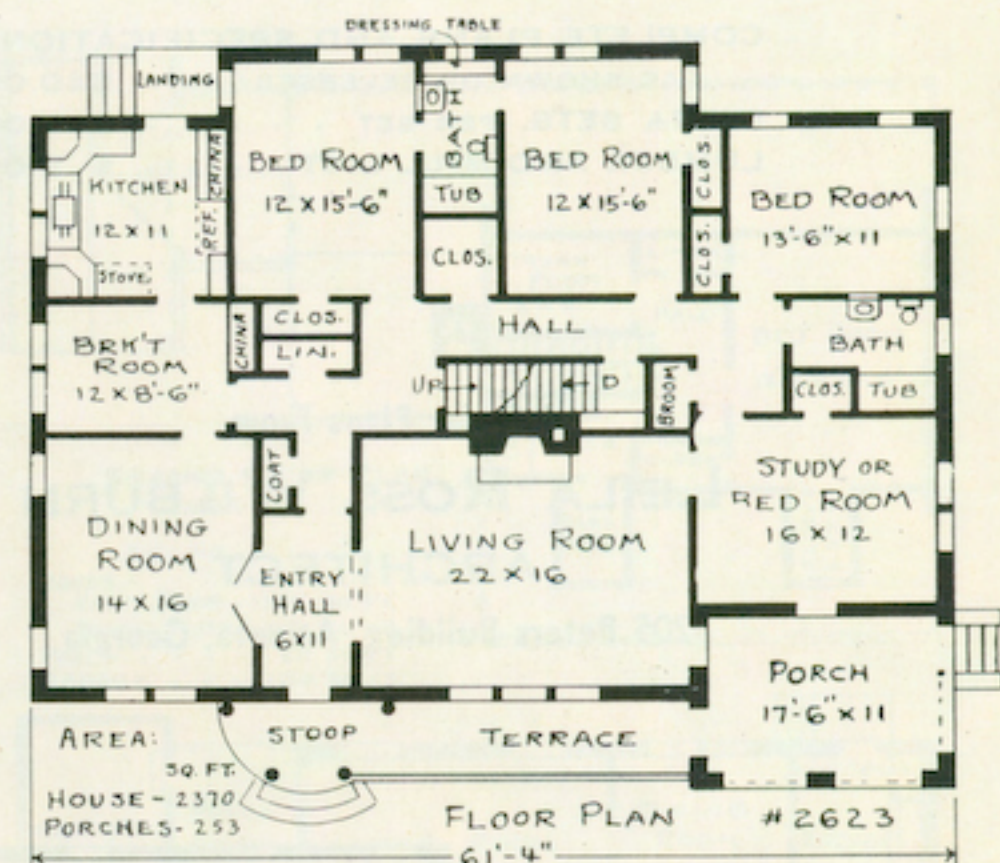 DRESSING TABLE
LANDING
KITCHEN
12 X 11
CHINA
REF.
STOVE
BED ROOM
12 X 15'-6"
BATH
TUB
CLOS.
BED ROOM
12 X 15'-6"
CLOS.
CLOS.
BED ROOM
13'-6" X 11
BRK'T
ROOM
12 X 8'-6"
CHINA
CLOS.
LIN.
HALL
UP
D
BROOM
BATH
CLOS.
TUB
COAT
DINING
ROOM
14 X 16
ENTRY
HALL
6X11
LIVING ROOM
22 X 16
STUDY OR
BED ROOM
16 X 12
PORCH
17'-6" X 11
STOOP
TERRACE
AREA:
SQ. FT.
HOUSE - 2370
PORCHES - 253
FLOOR PLAN
#2623
61'-4"